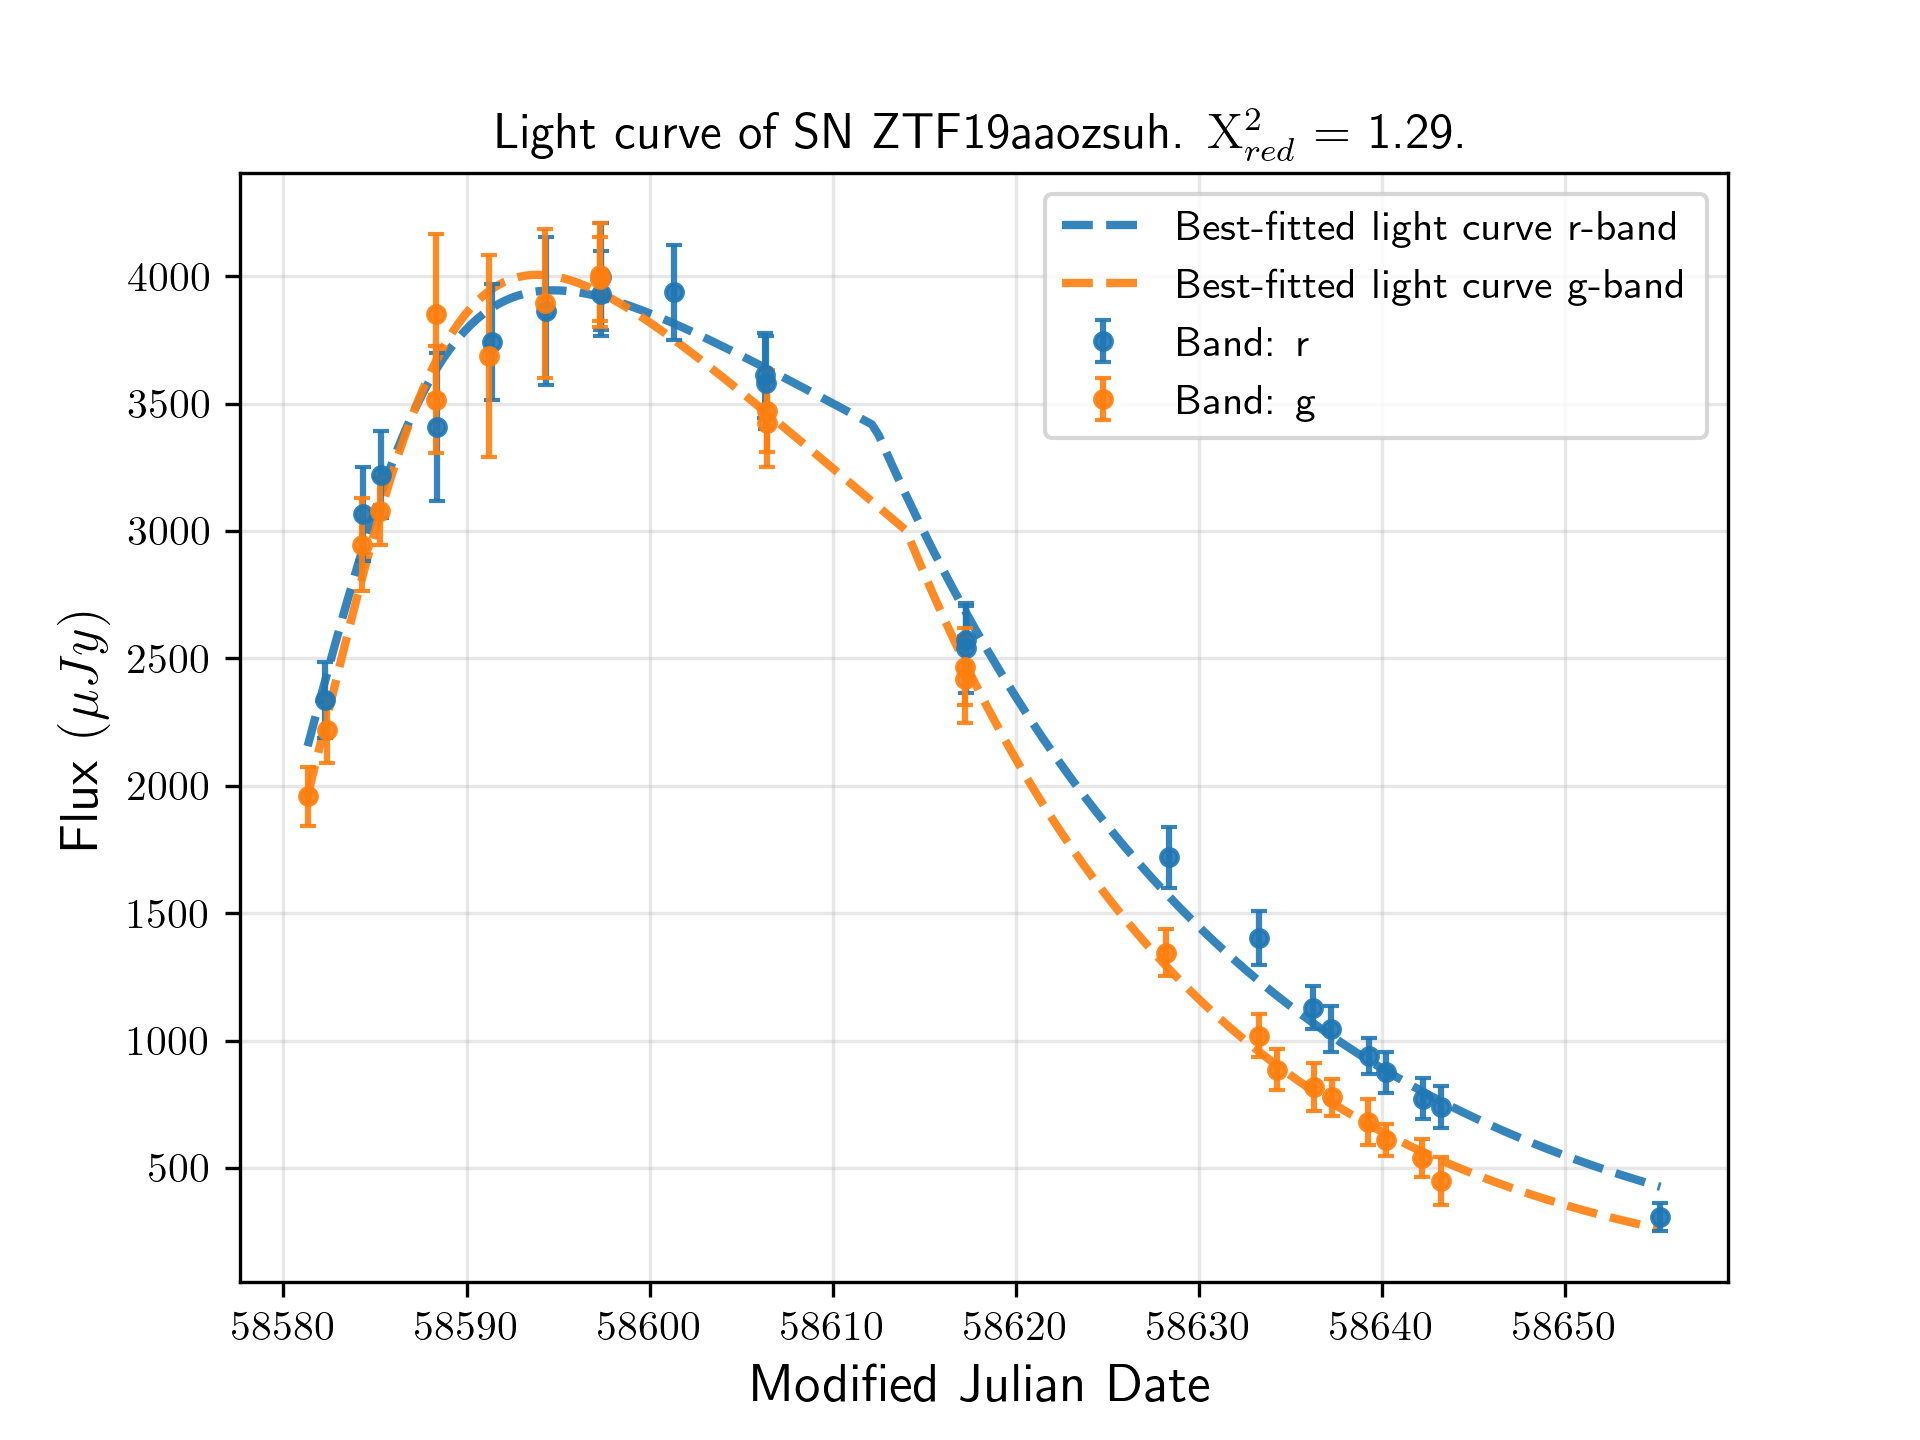 Light curve of SN ZTF19aaozsuh. X²_red = 1.29.
Best-fitted light curve r-band
Best-fitted light curve g-band
Band: r
Band: g
Flux (μJy)
4000
3500
3000
2500
2000
1500
1000
500
58580 58590 58600 58610 58620 58630 58640 58650
Modified Julian Date